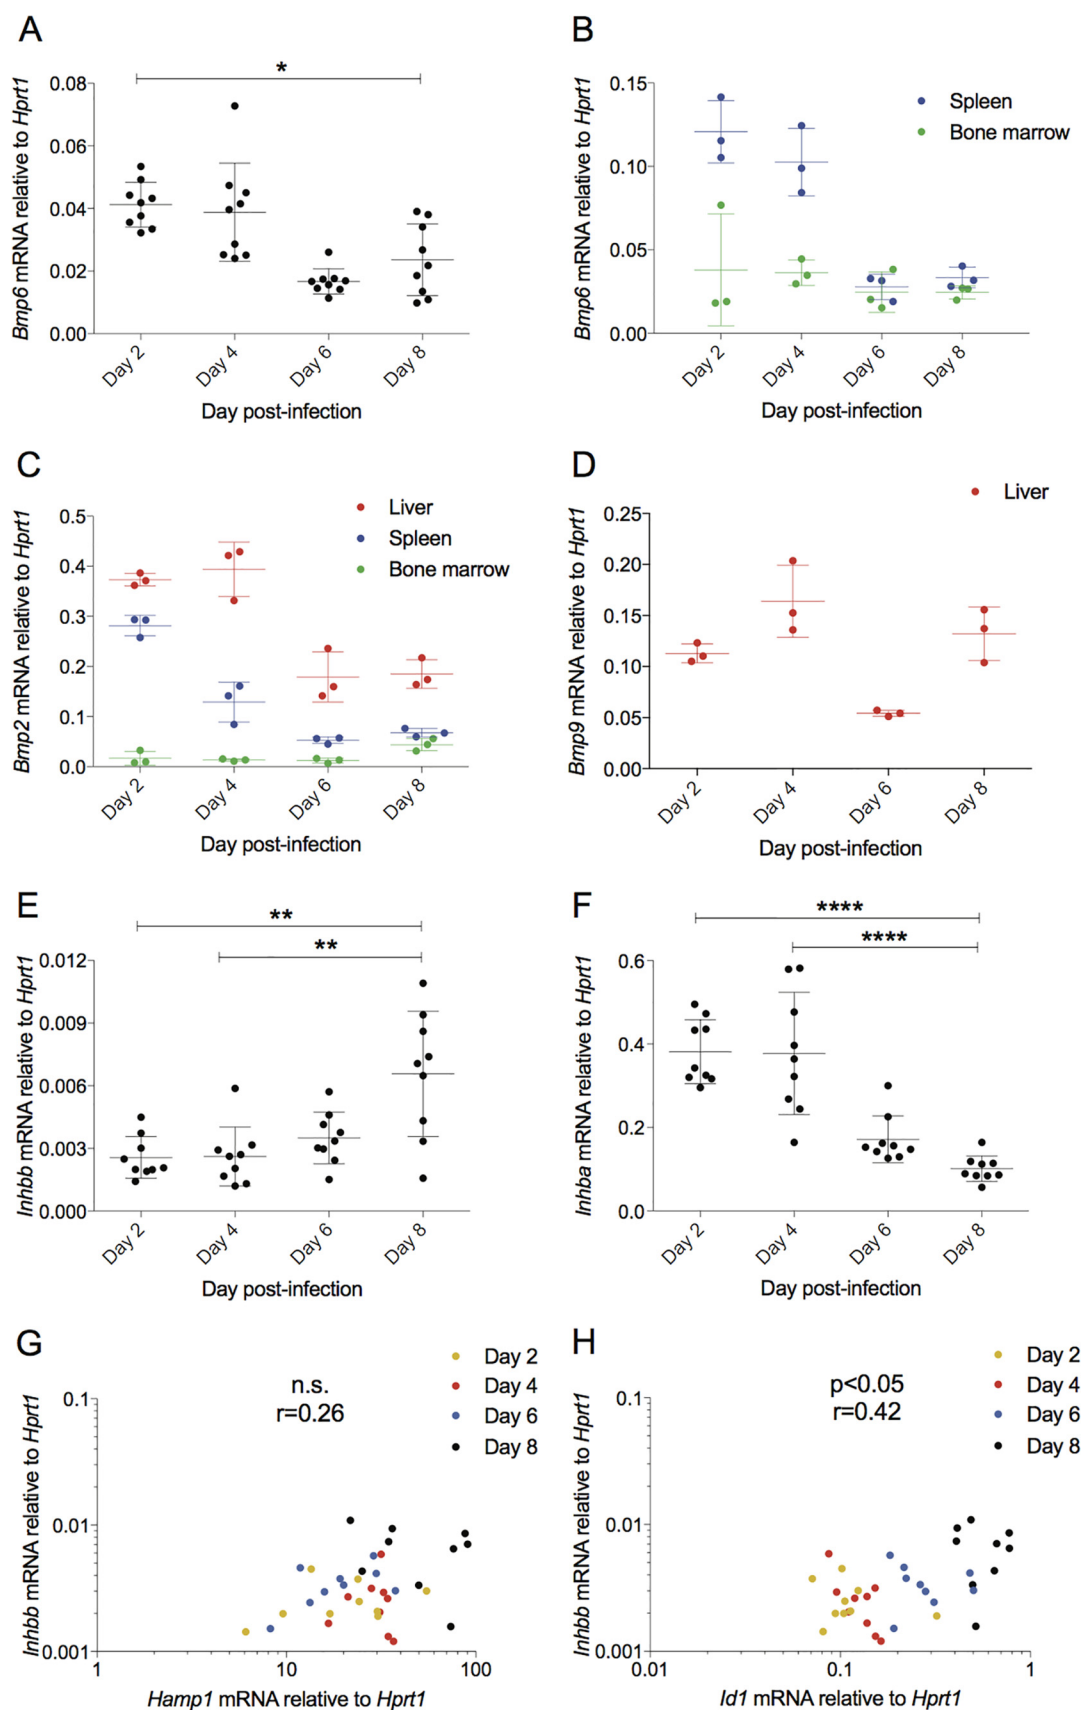 A
*
Bmp6 mRNA relative to Hprt1
0.08
0.06
0.04
0.02
0.00
Day 2
Day 4
Day 6
Day 8
Day post-infection
B
Bmp6 mRNA relative to Hprt1
0.15
0.10
0.05
0.00
Spleen
Bone marrow
Day 2
Day 4
Day 6
Day 8
Day post-infection
C
Bmp2 mRNA relative to Hprt1
0.5
0.4
0.3
0.2
0.1
0.0
Liver
Spleen
Bone marrow
Day 2
Day 4
Day 6
Day 8
Day post-infection
D
Bmp9 mRNA relative to Hprt1
0.25
0.20
0.15
0.10
0.05
0.00
Liver
Day 2
Day 4
Day 6
Day 8
Day post-infection
E
**
**
Inhbb mRNA relative to Hprt1
0.012
0.009
0.006
0.003
0.000
Day 2
Day 4
Day 6
Day 8
Day post-infection
F
****
****
Inhba mRNA relative to Hprt1
0.6
0.4
0.2
0.0
Day 2
Day 4
Day 6
Day 8
Day post-infection
G
Inhbb mRNA relative to Hprt1
0.1
0.01
0.001
n.s.
r=0.26
Day 2
Day 4
Day 6
Day 8
1
10
100
Hamp1 mRNA relative to Hprt1
H
Inhbb mRNA relative to Hprt1
0.1
0.01
0.001
p<0.05
r=0.42
Day 2
Day 4
Day 6
Day 8
0.01
0.1
1
Id1 mRNA relative to Hprt1